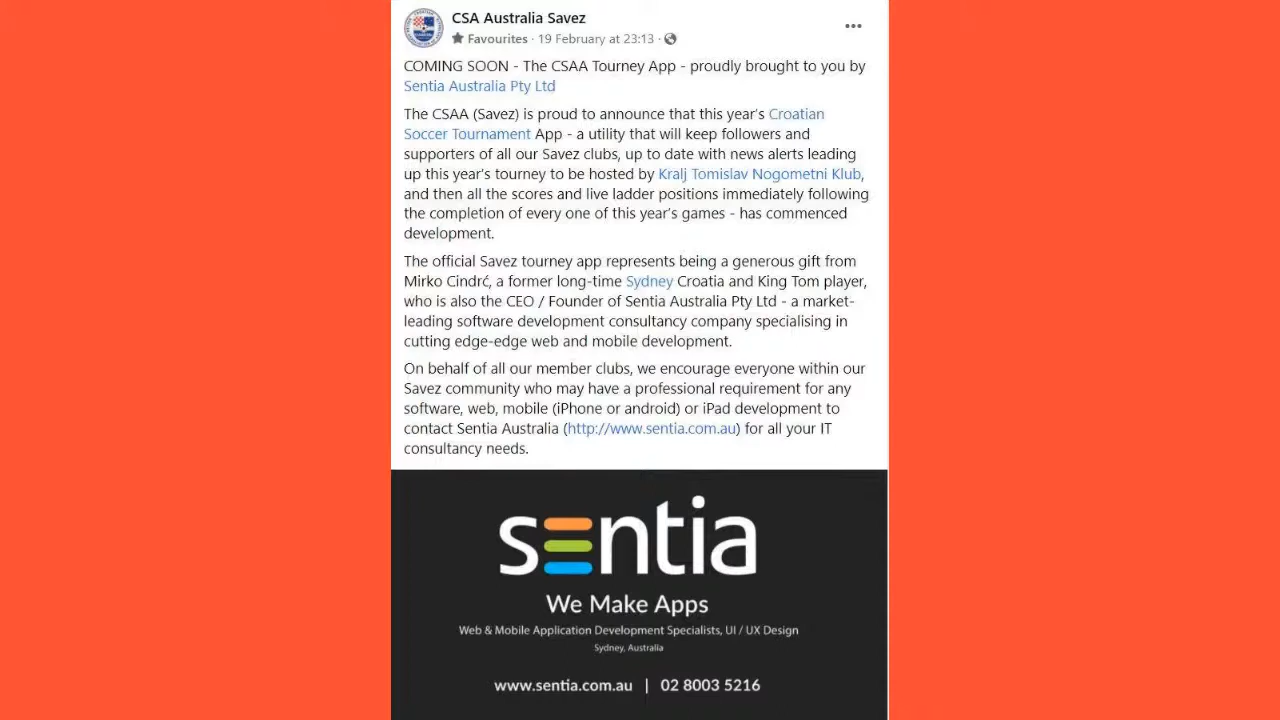 CSA Australia Savez
Favourites · 19 February at 23:13 ·
COMING SOON - The CSAA Tourney App - proudly brought to you by
Sentia Australia Pty Ltd
The CSAA (Savez) is proud to announce that this year's Croatian
Soccer Tournament App - a utility that will keep followers and
supporters of all our Savez clubs, up to date with news alerts leading
up this year's tourney to be hosted by Kralj Tomislav Nogometni Klub,
and then all the scores and live ladder positions immediately following
the completion of every one of this year's games - has commenced
development.
The official Savez tourney app represents being a generous gift from
Mirko Cindrć, a former long-time Sydney Croatia and King Tom player,
who is also the CEO / Founder of Sentia Australia Pty Ltd - a market-
leading software development consultancy company specialising in
cutting edge-edge web and mobile development.
On behalf of all our member clubs, we encourage everyone within our
Savez community who may have a professional requirement for any
software, web, mobile (iPhone or android) or iPad development to
contact Sentia Australia (http://www.sentia.com.au) for all your IT
consultancy needs.
sentia
We Make Apps
Web & Mobile Application Development Specialists, UI / UX Design
Sydney, Australia
www.sentia.com.au | 02 8003 5216